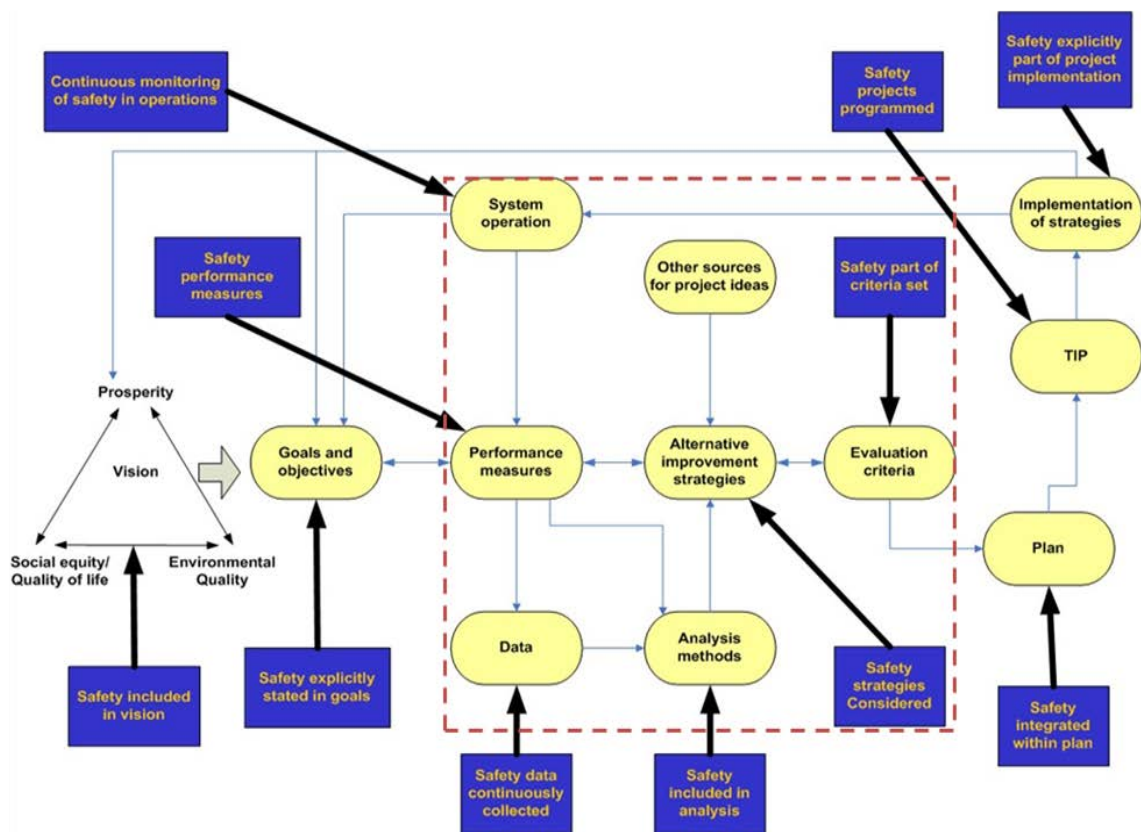 Continuous monitoring
of safety in operations
Safety
projects
programmed
Safety explicitly
part of project
implementation
System
operation
Implementation
of strategies
Safety
performance
measures
Other sources
for project ideas
Safety part of
criteria set
TIP
Prosperity
Vision
Social equity/
Quality of life
Environmental
Quality
Goals and
objectives
Performance
measures
Alternative
improvement
strategies
Evaluation
criteria
Plan
Data
Analysis
methods
Safety included
in vision
Safety explicitly
stated in goals
Safety
strategies
Considered
Safety
integrated
within plan
Safety data
continuously
collected
Safety
included in
analysis